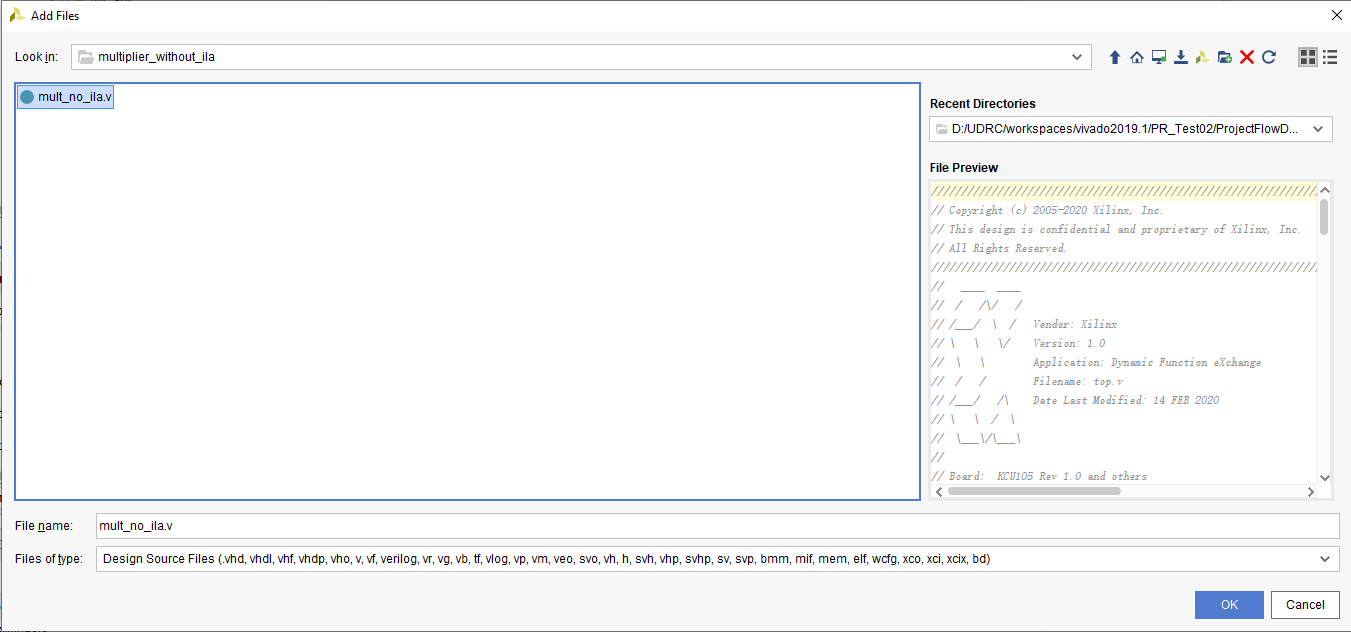 Add Files
Look in:
multiplier_without_ila
mult_no_ila.v
Recent Directories
D:/UDRC/workspaces/vivado2019.1/PR_Test02/ProjectFlowD...
File Preview
////////////////////////////////////////////////////////////////
// Copyright (c) 2005-2020 Xilinx, Inc.
// This design is confidential and proprietary of Xilinx, Inc.
// All Rights Reserved.
////////////////////////////////////////////////////////////////
//   ____  ____
//  /   /\/   /
// /___/  \  /   Vendor: Xilinx
// \   \   \/    Version: 1.0
//  \   \        Application: Dynamic Function eXchange
//  /   /        Filename: top.v
// /___/   /\    Date Last Modified: 14 FEB 2020
// \   \  /  \
//  \___\/\___\
//
// Board:  KCU105 Rev 1.0 and others
File name:
mult_no_ila.v
Files of type:
Design Source Files (.vhd, vhdl, vhf, vhdp, vho, v, vf, verilog, vr, vg, vb, tf, vlog, vp, vm, veo, svo, vh, h, svh, vhp, svhp, sv, svp, bmm, mif, mem, elf, wcfg, xco, xci, xcix, bd)
OK
Cancel